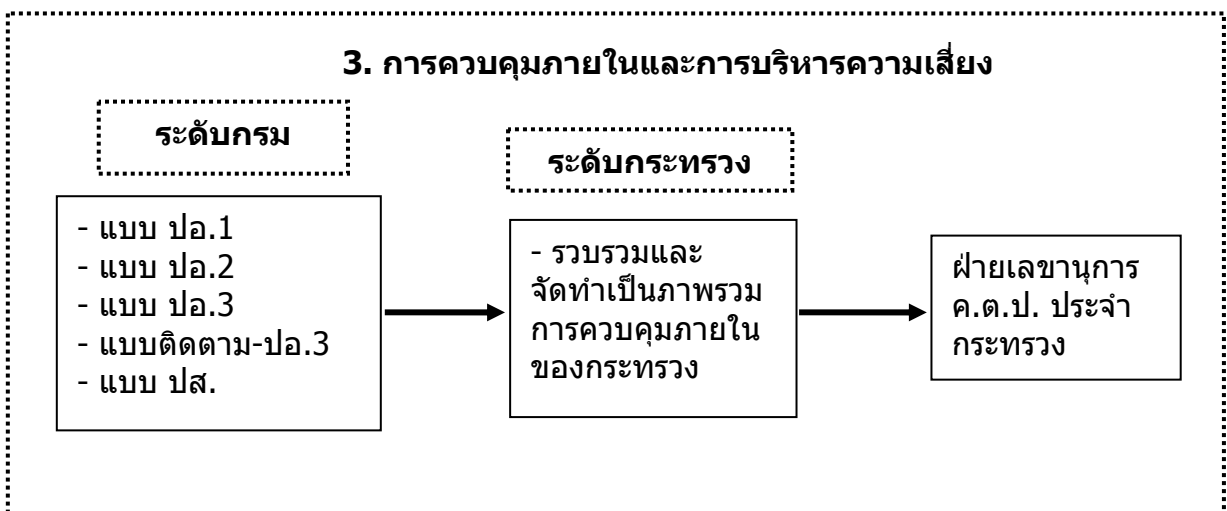 3. การควบคุมภายในและการบริหารความเสี่ยง
ระดับกรม
- แบบ ปอ.1
- แบบ ปอ.2
- แบบ ปอ.3
- แบบติดตาม-ปอ.3
- แบบ ปส.
ระดับกระทรวง
- รวบรวมและ
จัดทำเป็นภาพรวม
การควบคุมภายใน
ของกระทรวง
ฝ่ายเลขานุการ
ค.ต.ป. ประจำ
กระทรวง